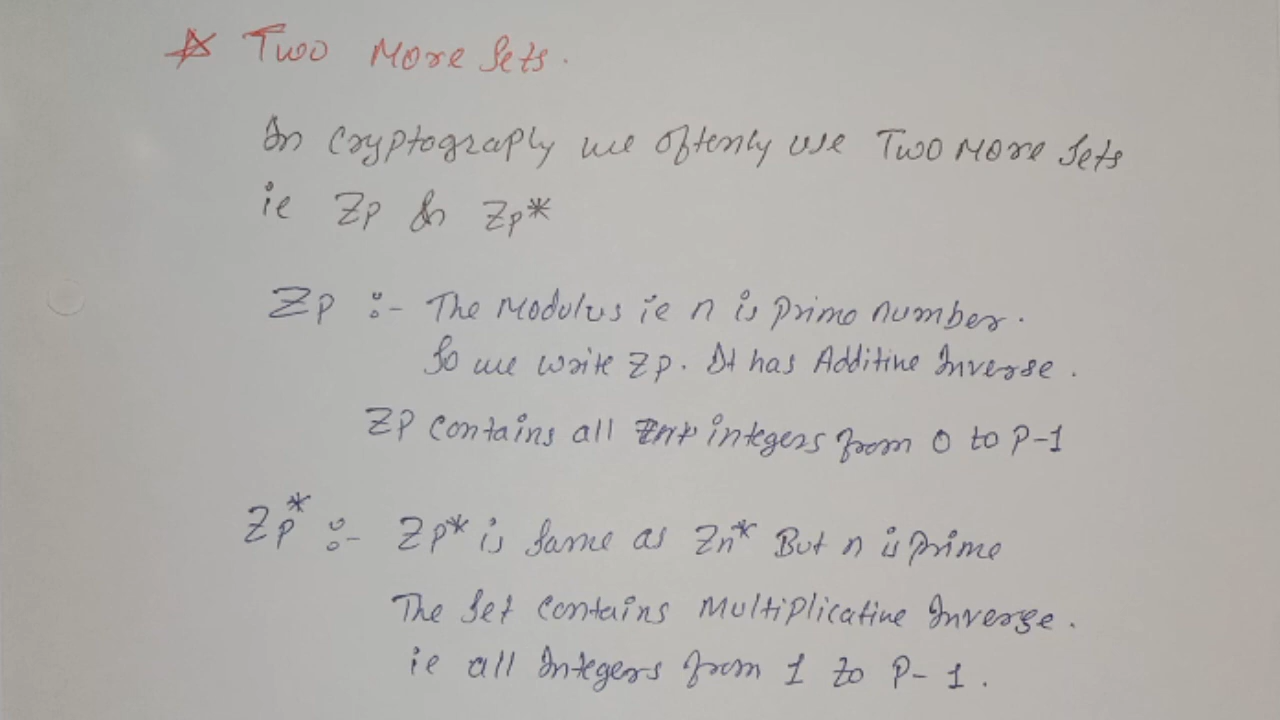 ☆ Two More Sets.
In Cryptography we oftenly use Two More Sets
ie Zp & Zp*
Zp :- The Modulus ie n is prime number.
So we write Zp. It has Additive Inverse.
Zp contains all integers from 0 to P-1
Zp* :- Zp* is same as Zn* But n is prime
The Set contains Multiplicative Inverse.
ie all Integers from 1 to P-1.